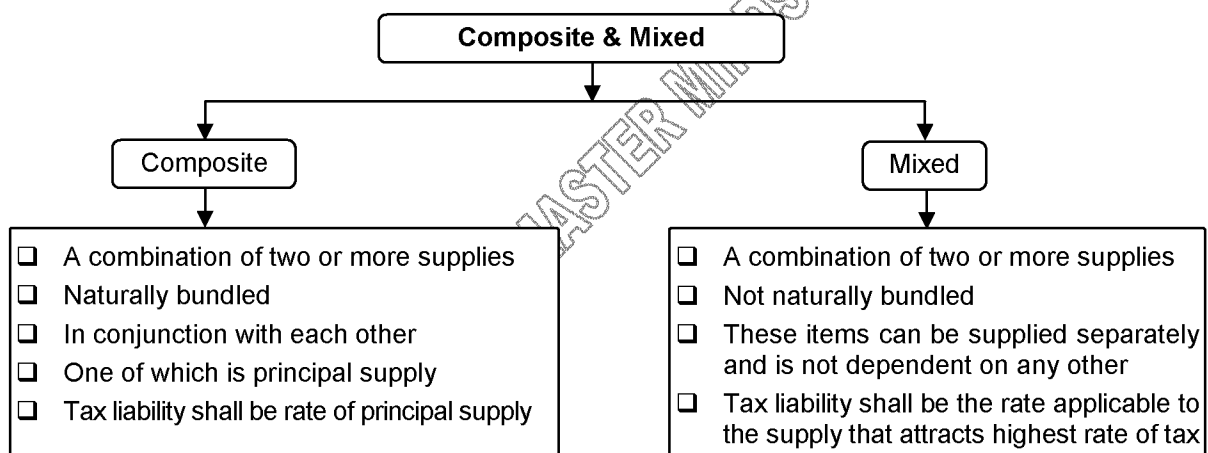 Composite & Mixed
Composite
Mixed
❑ A combination of two or more supplies
❑ Naturally bundled
❑ In conjunction with each other
❑ One of which is principal supply
❑ Tax liability shall be rate of principal supply
❑ A combination of two or more supplies
❑ Not naturally bundled
❑ These items can be supplied separately
and is not dependent on any other
❑ Tax liability shall be the rate applicable to
the supply that attracts highest rate of tax
MASTER MINDS